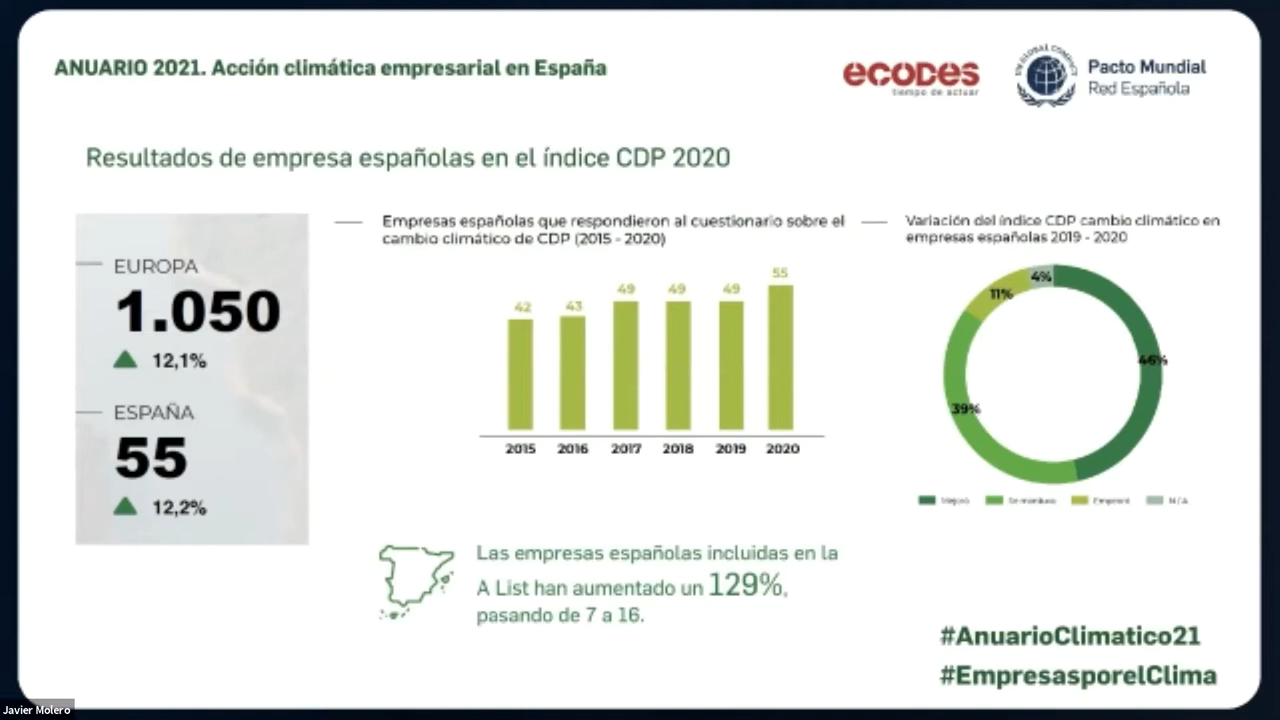 ANUARIO 2021. Acción climática empresarial en España
ecodes
tiempo de actuar
Pacto Mundial
Red Española
Resultados de empresa españolas en el índice CDP 2020
EUROPA
1.050
12,1%
ESPAÑA
55
12,2%
Empresas españolas que respondieron al cuestionario sobre el
cambio climático de CDP (2015 - 2020)
42 43 49 49 49 55
2015 2016 2017 2018 2019 2020
Variación del índice CDP cambio climático en
empresas españolas 2019 - 2020
4%
11%
46%
39%
Mejoró Se mantuvo Empeoró N/A
Las empresas españolas incluidas en la
A List han aumentado un 129%,
pasando de 7 a 16.
#AnuarioClimatico21
#EmpresasporelClima
Javier Molero